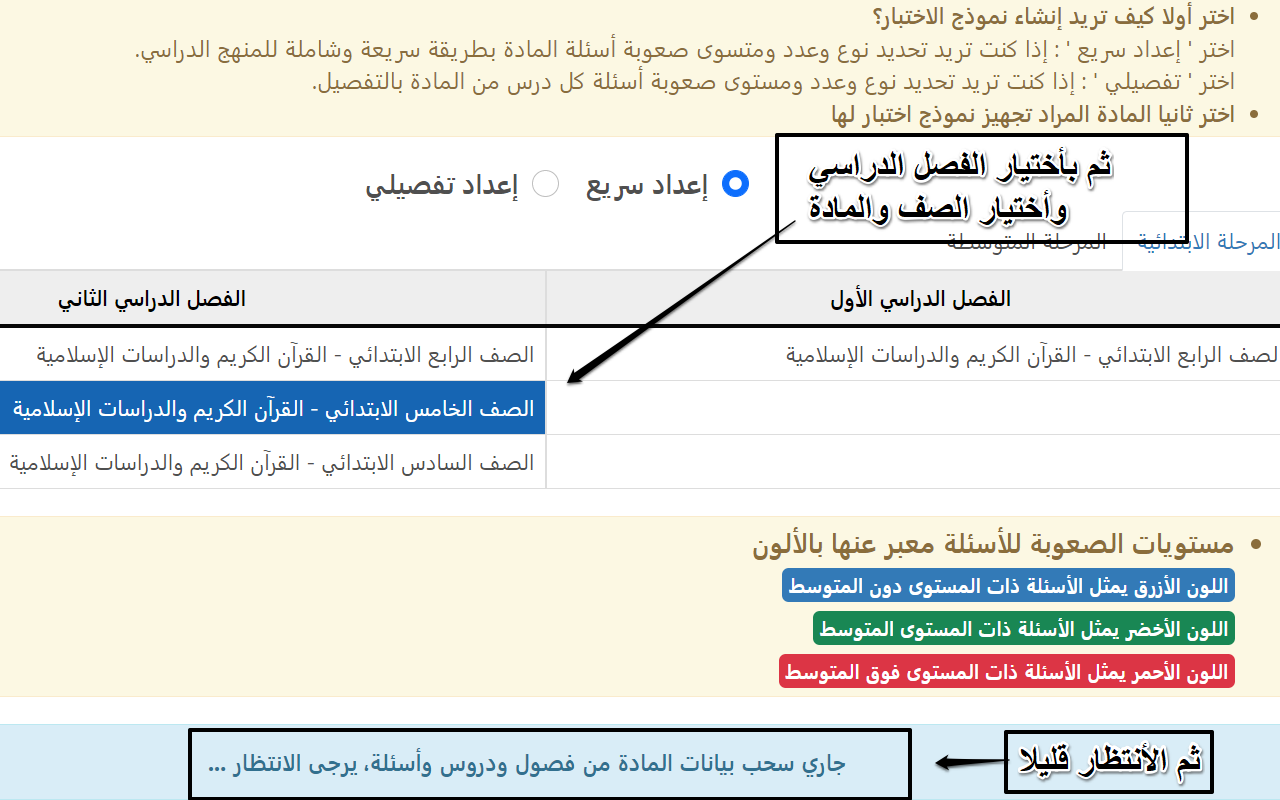 اختر أولا كيف تريد إنشاء نموذج الاختبار؟
اختر ' إعداد سريع ' : إذا كنت تريد تحديد نوع وعدد ومتسوى صعوبة أسئلة المادة بطريقة سريعة وشاملة للمنهج الدراسي.
اختر ' تفصيلي ' : إذا كنت تريد تحديد نوع وعدد ومستوى صعوبة أسئلة كل درس من المادة بالتفصيل.
اختر ثانيا المادة المراد تجهيز نموذج اختبار لها
ثم بأختيار الفصل الدراسي
وأختيار الصف والمادة
إعداد سريع
إعداد تفصيلي
المرحلة الابتدائية
المرحلة المتوسطة
الفصل الدراسي الأول
الفصل الدراسي الثاني
لصف الرابع الابتدائي - القرآن الكريم والدراسات الإسلامية
الصف الرابع الابتدائي - القرآن الكريم والدراسات الإسلامية
الصف الخامس الابتدائي - القرآن الكريم والدراسات الإسلامية
الصف السادس الابتدائي - القرآن الكريم والدراسات الإسلامية
مستويات الصعوبة للأسئلة معبر عنها بالألون
اللون الأزرق يمثل الأسئلة ذات المستوى دون المتوسط
اللون الأخضر يمثل الأسئلة ذات المستوى المتوسط
اللون الأحمر يمثل الأسئلة ذات المستوى فوق المتوسط
ثم الأنتظار قليلا
جاري سحب بيانات المادة من فصول ودروس وأسئلة، يرجى الانتظار ...